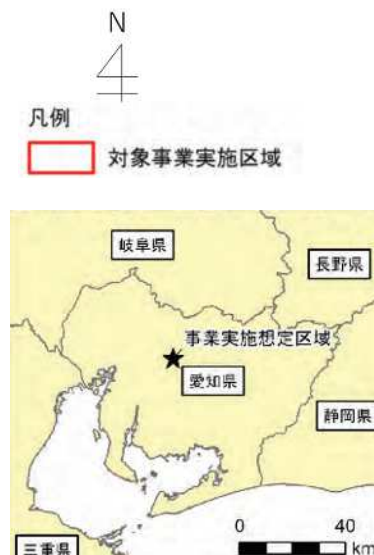 N
凡例
対象事業実施区域
岐阜県
長野県
事業実施想定区域
愛知県
静岡県
三重県
0 40
km